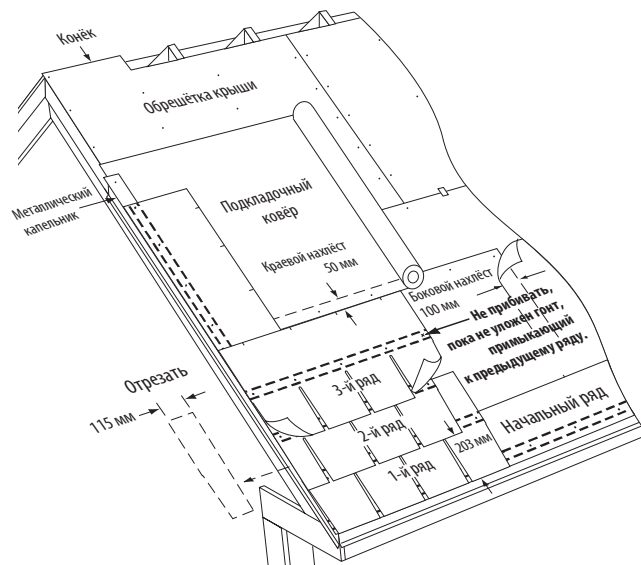 Конёк
Обрешётка крыши
Металлический
капельник
Подкладочный
ковёр
Краевой нахлёст
50 мм
Боковой нахлёст
100 мм
Не прибивать,
пока не уложен гонт,
примыкающий
к предыдущему ряду.
Отрезать
115 мм
3-й ряд
2-й ряд
1-й ряд
203 мм
Начальный ряд